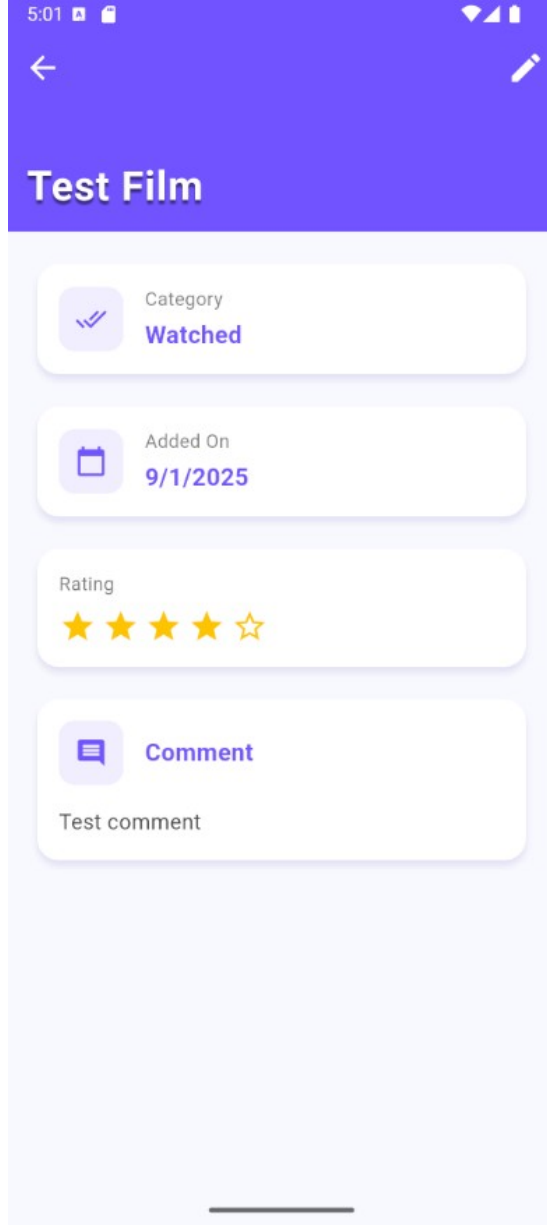 5:01
Test Film
Category
Watched
Added On
9/1/2025
Rating
Comment
Test comment